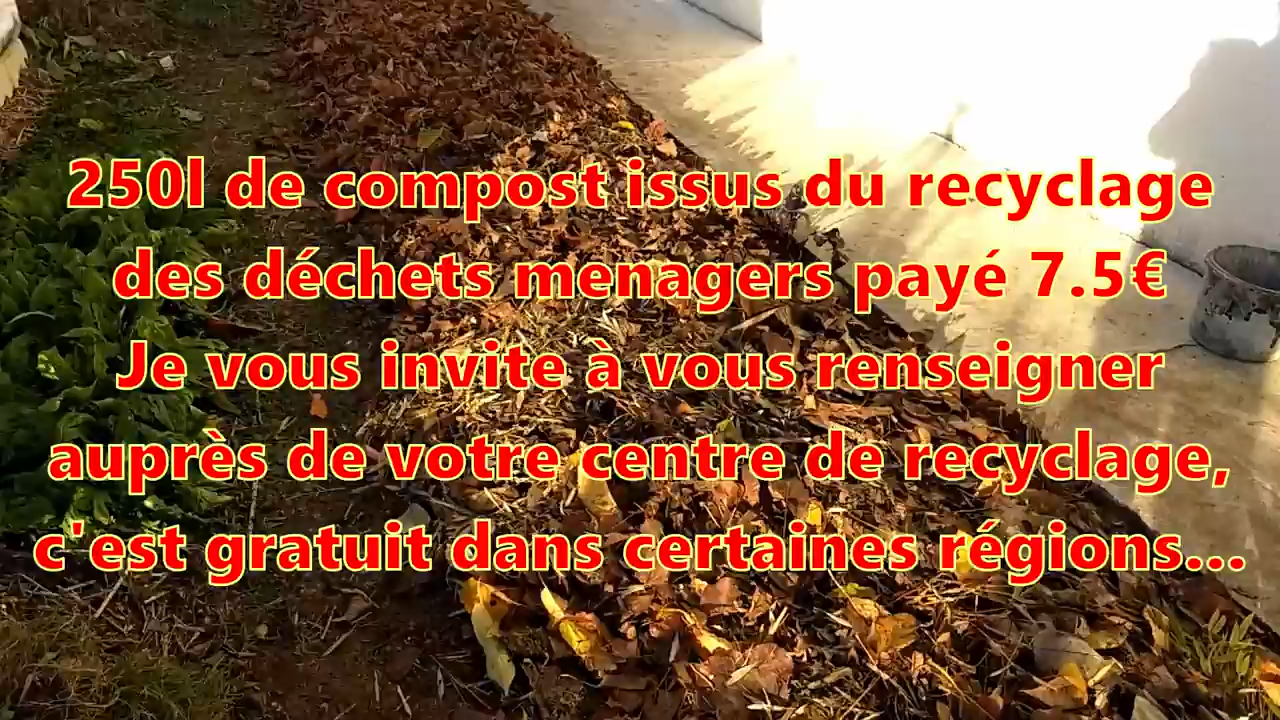 250l de compost issus du recyclage
des déchets menagers payé 7.5€
Je vous invite à vous renseigner
auprès de votre centre de recyclage,
c'est gratuit dans certaines régions...